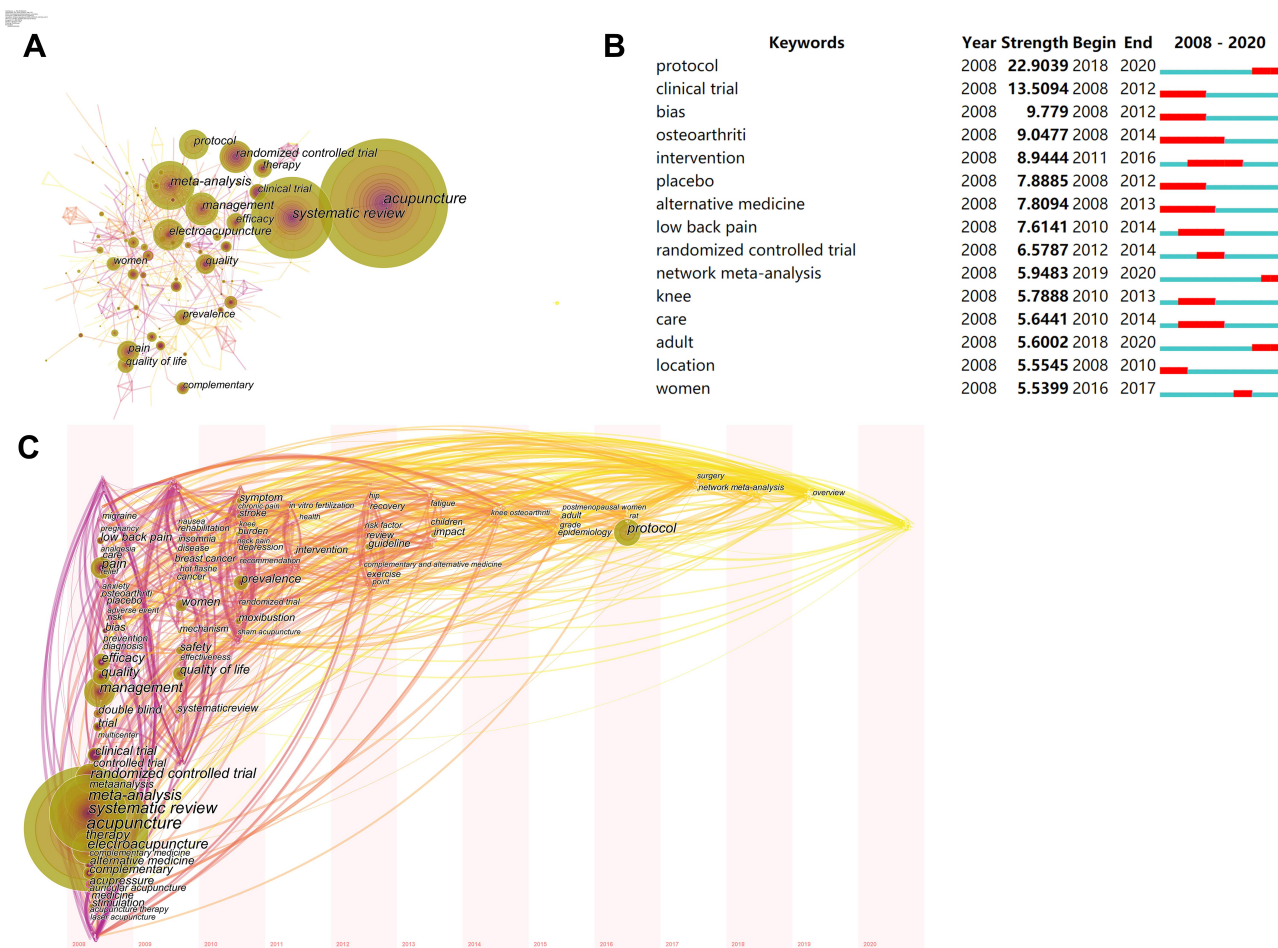 A
protocol
randomized controlled trial
therapy
meta-analysis
clinical trial
acupuncture
management
systematic review
efficacy
electroacupuncture
women
quality
prevalence
pain
quality of life
complementary
B
Keywords Year Strength Begin End 2008 - 2020
protocol 2008 22.9039 2018 2020
clinical trial 2008 13.5094 2008 2012
bias 2008 9.779 2008 2012
osteoarthriti 2008 9.0477 2008 2014
intervention 2008 8.9444 2011 2016
placebo 2008 7.8885 2008 2012
alternative medicine 2008 7.8094 2008 2013
low back pain 2008 7.6141 2010 2014
randomized controlled trial 2008 6.5787 2012 2014
network meta-analysis 2008 5.9483 2019 2020
knee 2008 5.7888 2010 2013
care 2008 5.6441 2010 2014
adult 2008 5.6002 2018 2020
location 2008 5.5545 2008 2010
women 2008 5.5399 2016 2017
C
migraine
pregnancy
low back pain
analgesia
care
pain
relief
anxiety
osteoarthriti
placebo
adverse event
risk
bias
prevention
diagnosis
efficacy
quality
management
double blind
trial
multicenter
clinical trial
controlled trial
randomized controlled trial
metaanalysis
meta-analysis
systematic review
acupuncture
therapy
electroacupuncture
complementary medicine
alternative medicine
complementary
acupressure
auricular acupuncture
medicine
stimulation
acupuncture therapy
laser acupuncture
nausea
rehabilitation
insomnia
disease
breast cancer
hot flashe
cancer
women
mechanism
safety
effectiveness
quality of life
systematicreview
symptom
chronic pain
stroke
knee
burden
neck pain
depression
recommendation
prevalence
randomized trial
moxibustion
sham acupuncture
in vitro fertilization
health
intervention
hip
recovery
risk factor
review
guideline
complementary and alternative medicine
exercise
point
fatigue
children
impact
knee osteoarthriti
postmenopausal women
adult
rat
grade
epidemiology
protocol
surgery
network meta-analysis
overview
2008 2009 2010 2011 2012 2013 2014 2015 2016 2017 2018 2019 2020